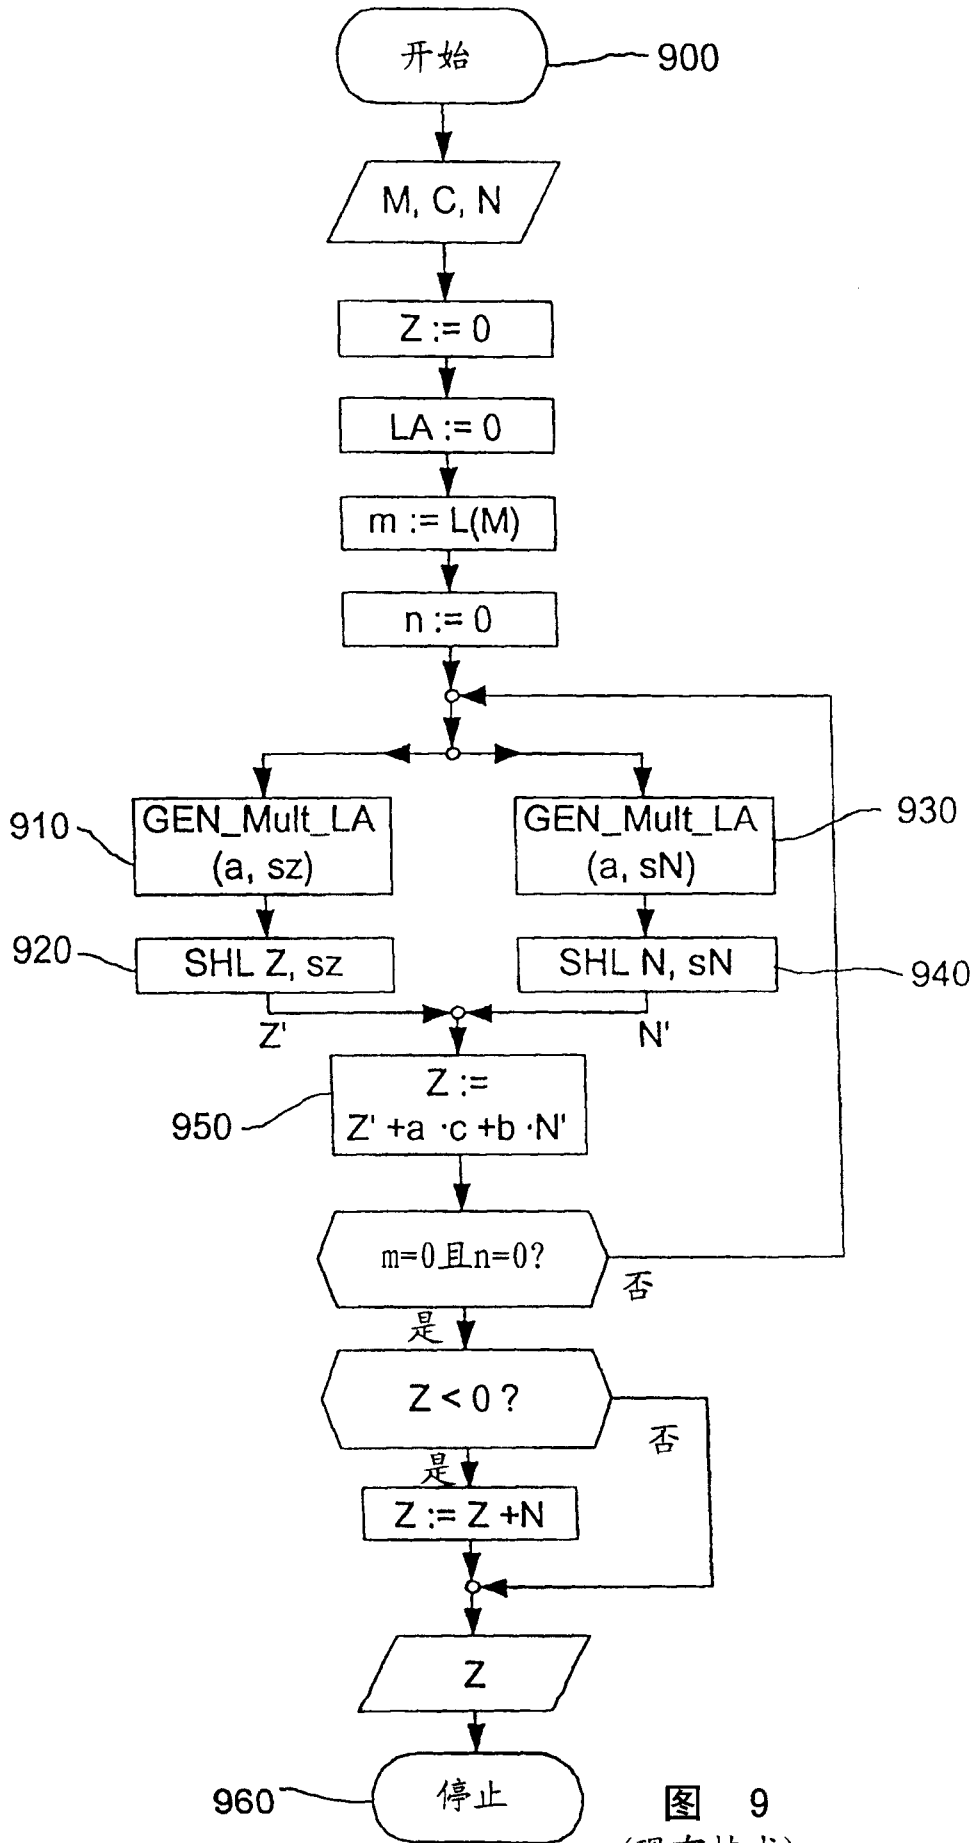 开始
900
M, C, N
Z := 0
LA := 0
m := L(M)
n := 0
910
GEN_Mult_LA
(a, sz)
GEN_Mult_LA
(a, sN)
930
920
SHL Z, sz
SHL N, sN
940
Z'
N'
950
Z :=
Z' +a ·c +b ·N'
m=0且n=0?
否
是
Z < 0 ?
否
是
Z := Z +N
Z
960
停止
图 9